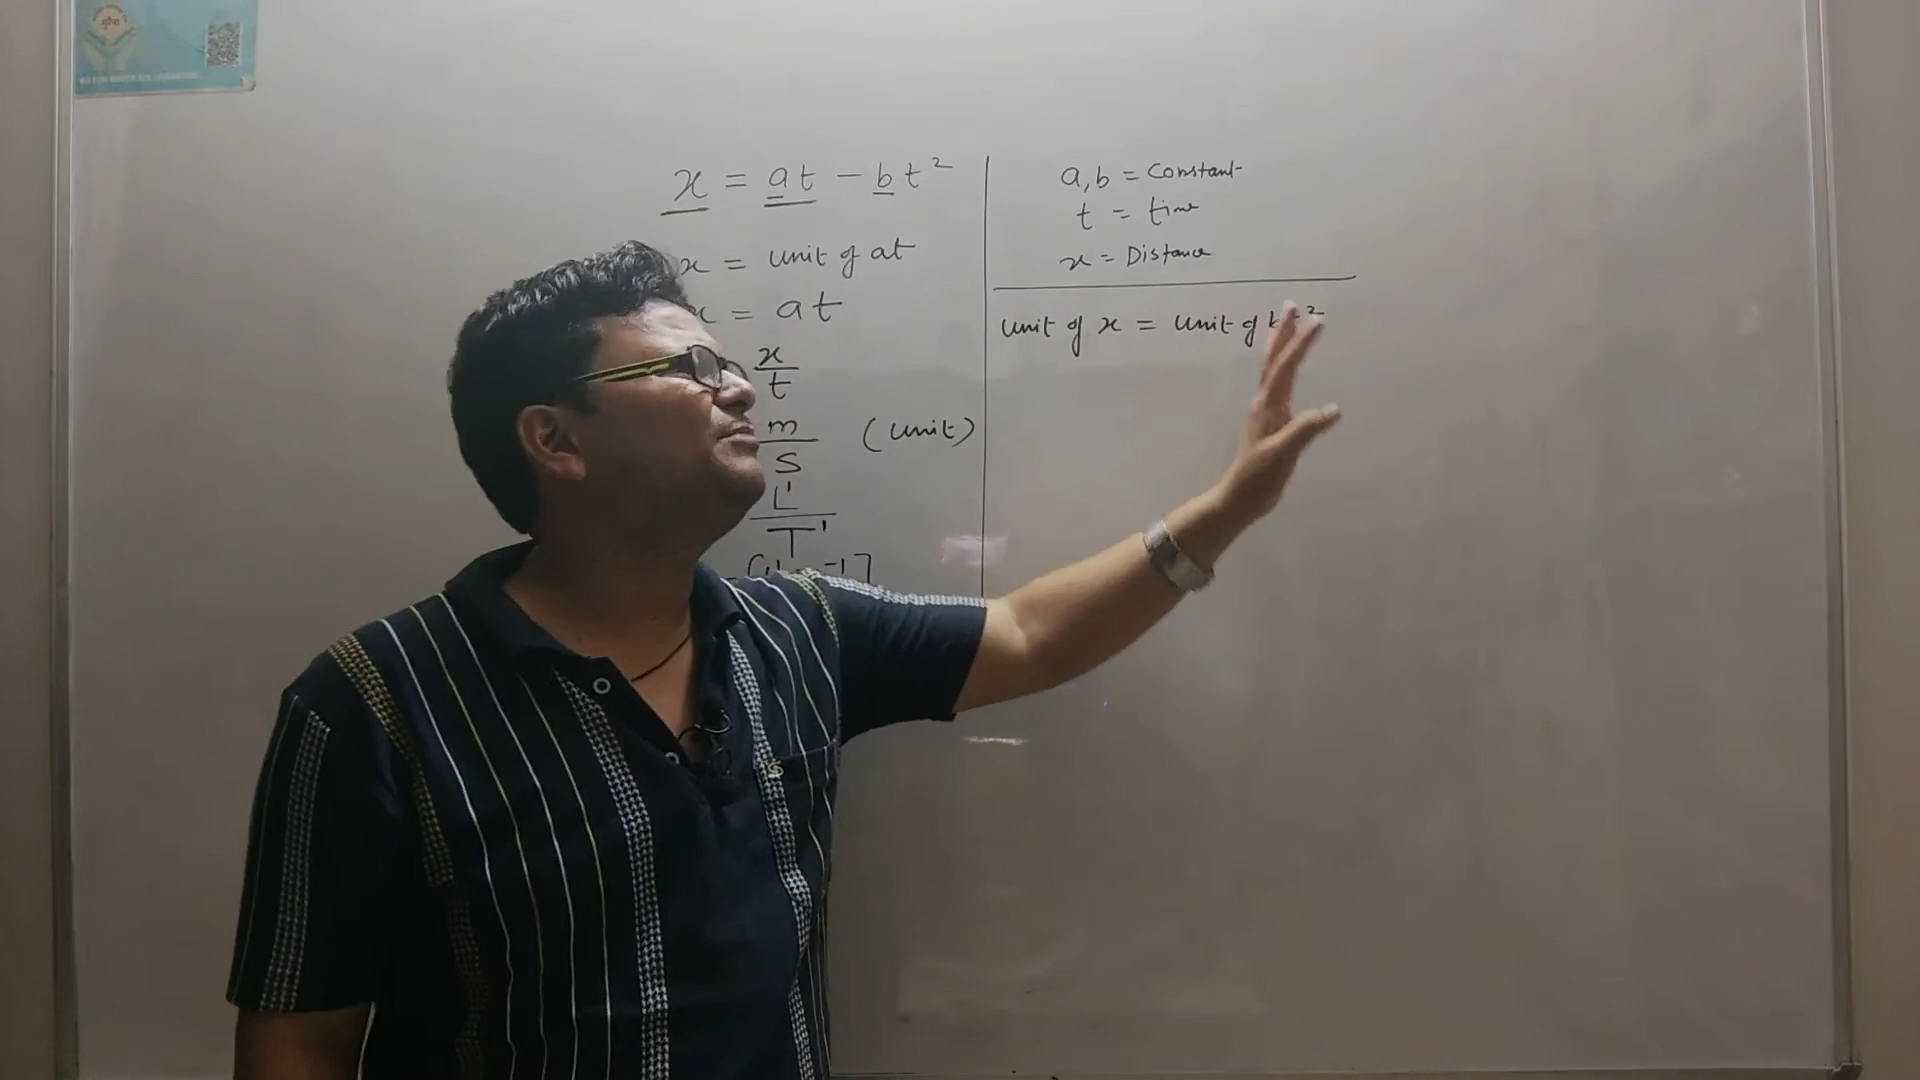 x = at - bt²
x = unit of at
x = at
x
t
m
S
(unit)
L¹
T¹
a, b = Constant
t = time
x = Distance
unit of x = unit of